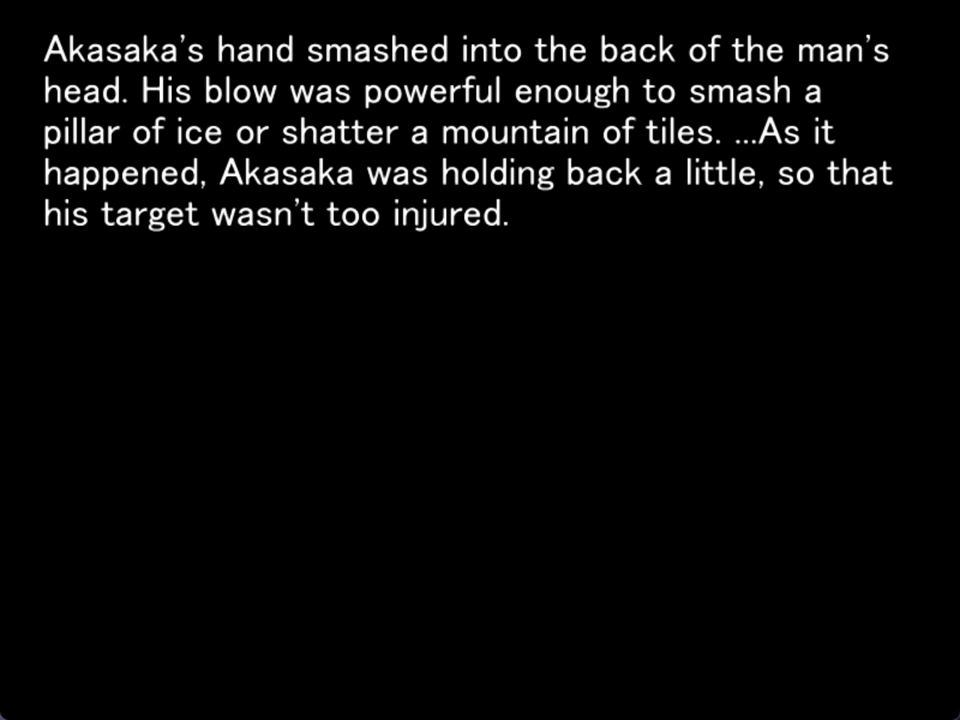 Akasaka's hand smashed into the back of the man's
head. His blow was powerful enough to smash a
pillar of ice or shatter a mountain of tiles. ...As it
happened, Akasaka was holding back a little, so that
his target wasn't too injured.